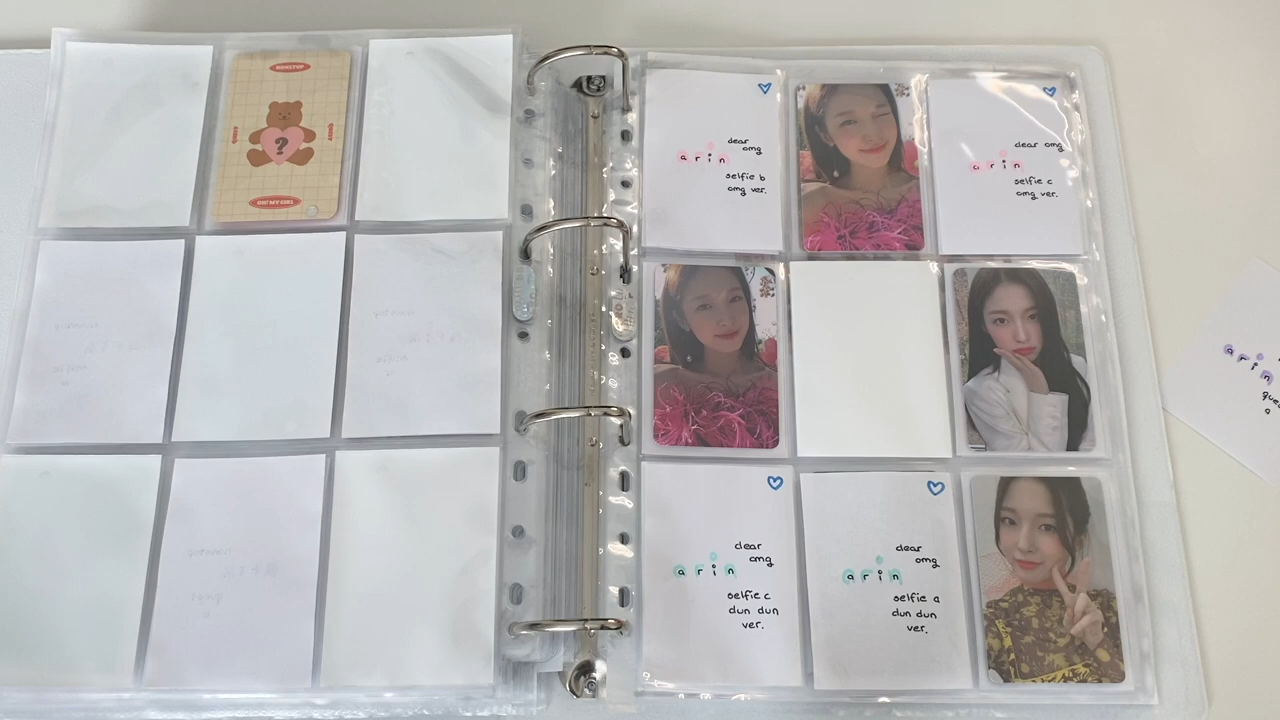 NONSTOP
?
OH! MY GIRL
dear
omg
arin
selfie b
omg ver.
dear omg
arin
selfie c
omg ver.
dear
omg
arin
selfie c
dun dun
ver.
dear
omg
arin
selfie a
dun dun
ver.
arin
a